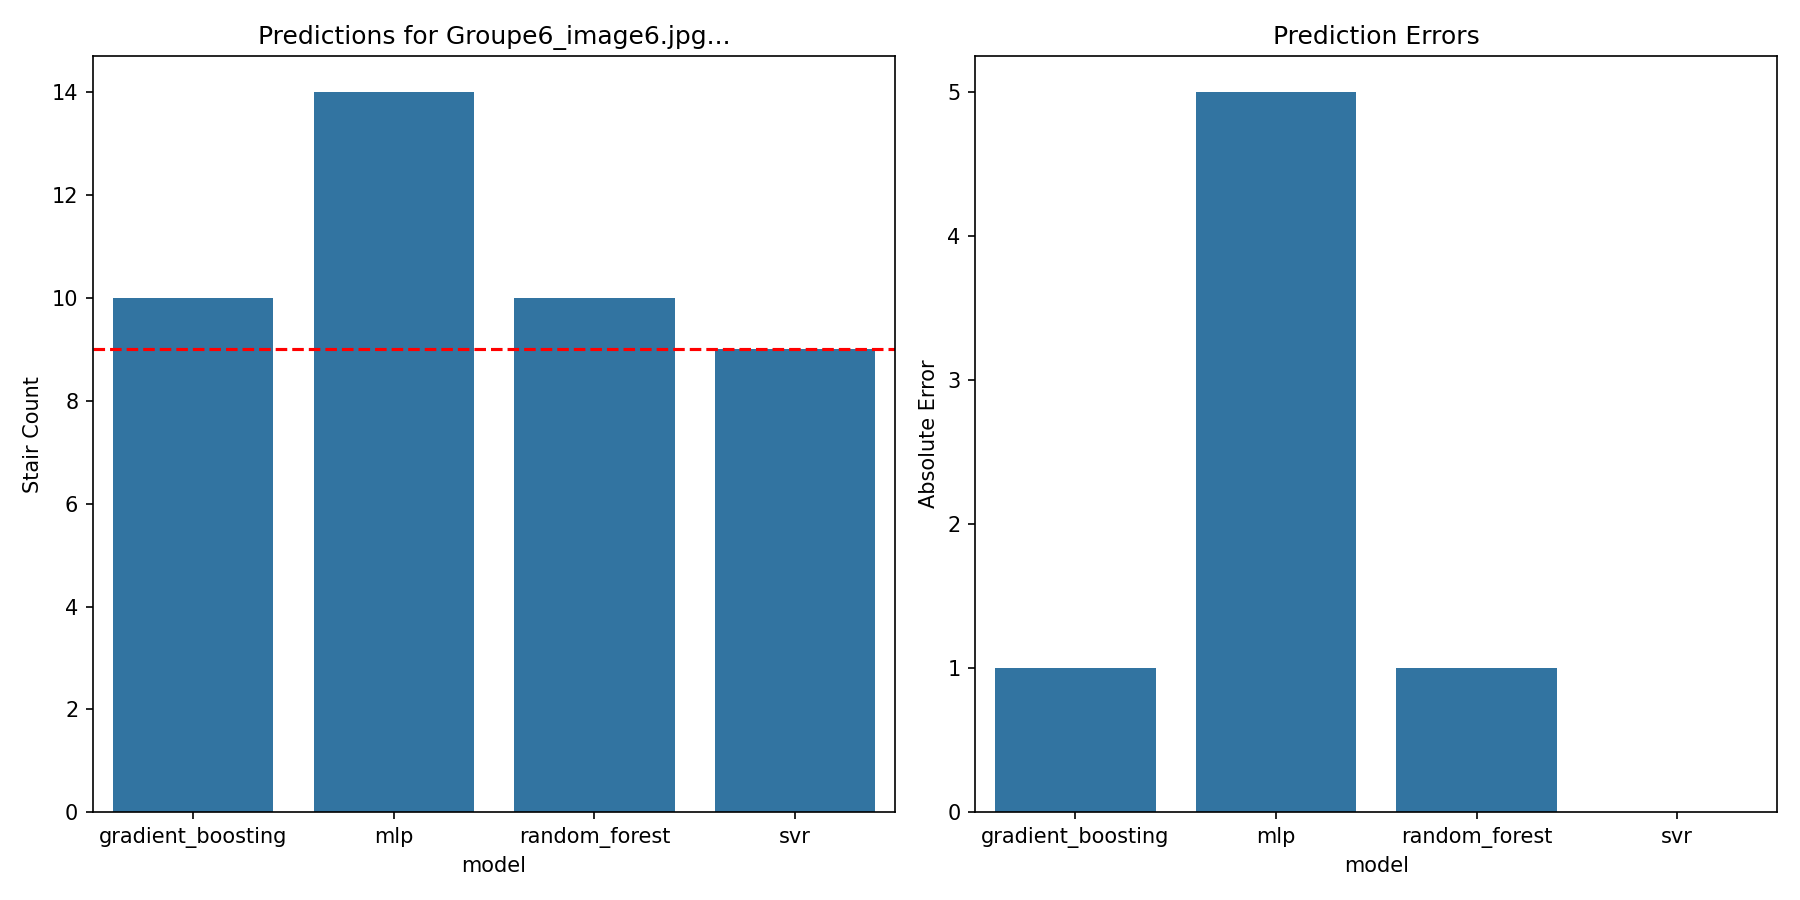 Predictions for Groupe6_image6.jpg...
14
12
10
8
6
4
2
0
Stair Count
gradient_boosting mlp random_forest svr
model
Prediction Errors
5
4
3
2
1
0
Absolute Error
gradient_boosting mlp random_forest svr
model